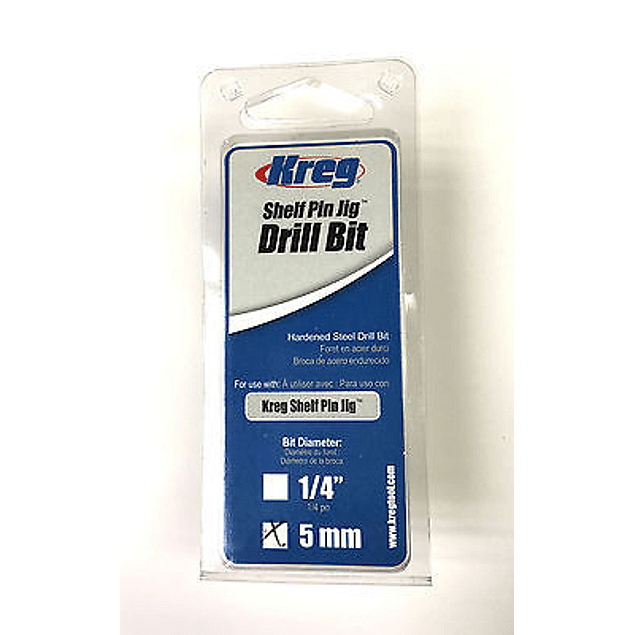 Kreg®
Shelf Pin Jig™
Drill Bit
Hardened Steel Drill Bit
Foret en acier durci
Broca de acero endurecido
For use with: À utiliser avec : Para uso con
Kreg Shelf Pin Jig™
Bit Diameter:
Diamètre du foret :
Diámetro de la broca:
1/4"
1/4 po
X 5 mm
www.kregtool.com